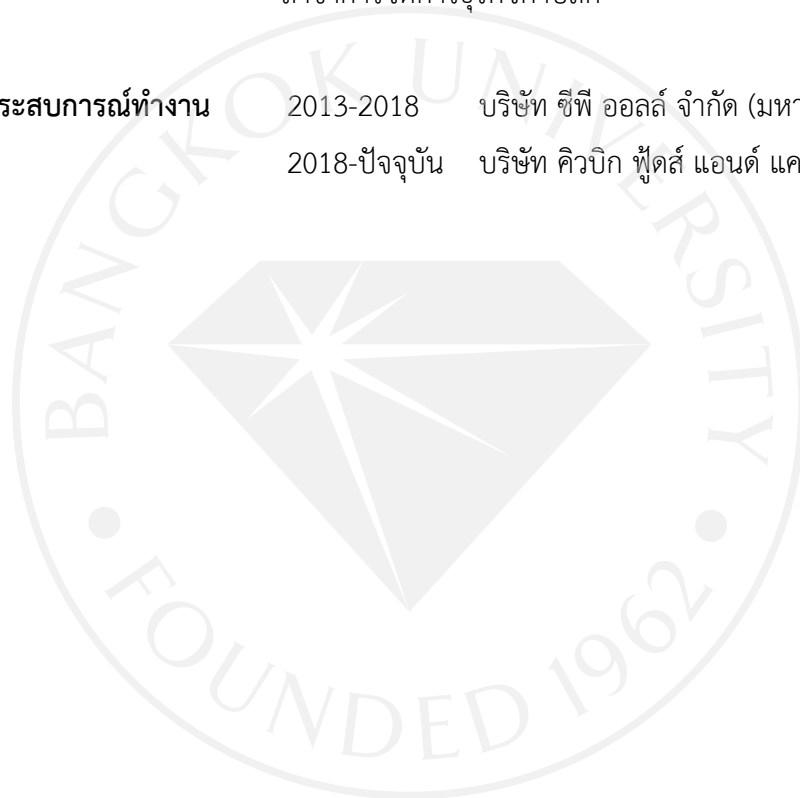 ระสบการณ์ทำงาน 2013-2018 บริษัท ซีพี ออลล์ จำกัด (มหา
2018-ปัจจุบัน บริษัท คิวบิก ฟู้ดส์ แอนด์ แค
BANGKOK UNIVERSITY
FOUNDED 1962